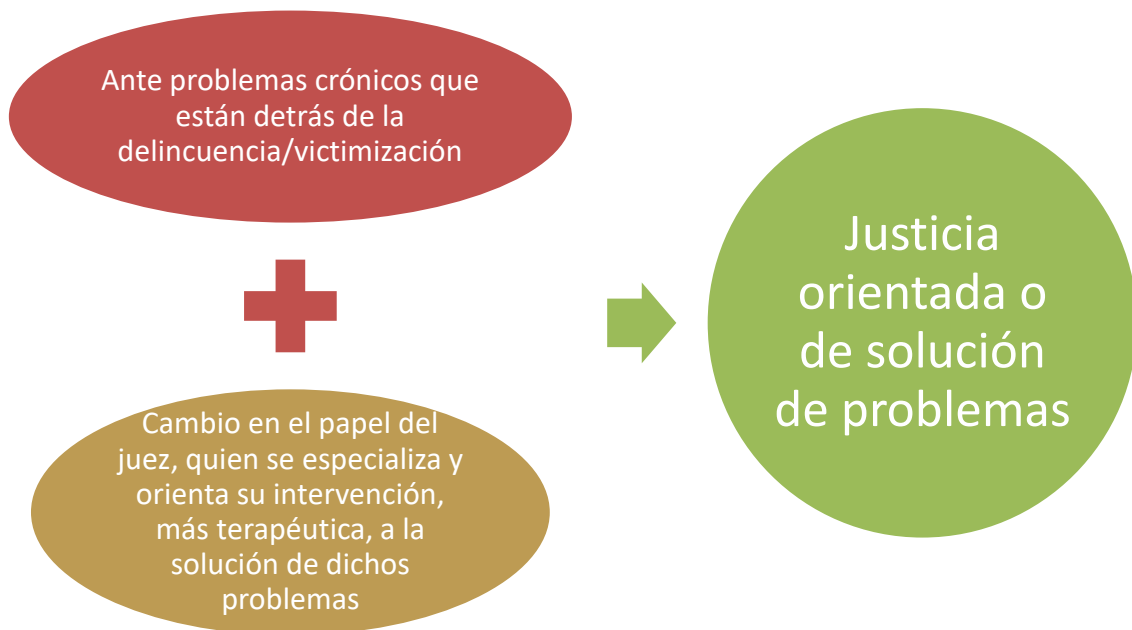 Ante problemas crónicos que
están detrás de la
delincuencia/victimización
Cambio en el papel del
juez, quien se especializa y
orienta su intervención,
más terapéutica, a la
solución de dichos
problemas
Justicia
orientada o
de solución
de problemas